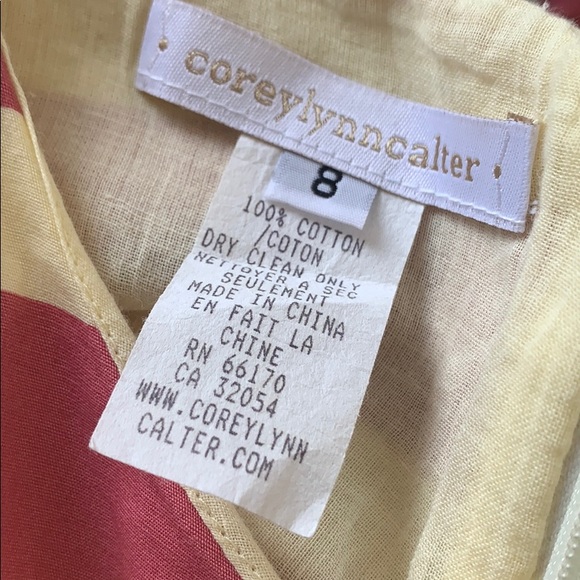 coreylynncalter
8
100% COTTON
/COTON
DRY CLEAN ONLY
NETTOYER A SEC
SEULEMENT
MADE IN CHINA
EN FAIT LA
CHINE
RN 66170
CA 32054
WWW.COREYLYNN
CALTER.COM